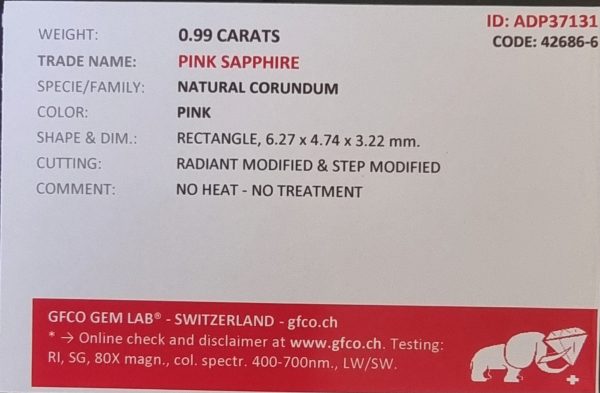 ID: ADP37131
CODE: 42686-6
WEIGHT: 0.99 CARATS
TRADE NAME: PINK SAPPHIRE
SPECIE/FAMILY: NATURAL CORUNDUM
COLOR: PINK
SHAPE & DIM.: RECTANGLE, 6.27 x 4.74 x 3.22 mm.
CUTTING: RADIANT MODIFIED & STEP MODIFIED
COMMENT: NO HEAT - NO TREATMENT
GFCO GEM LAB® - SWITZERLAND - gfco.ch
* → Online check and disclaimer at www.gfco.ch. Testing:
RI, SG, 80X magn., col. spectr. 400-700nm., LW/SW.